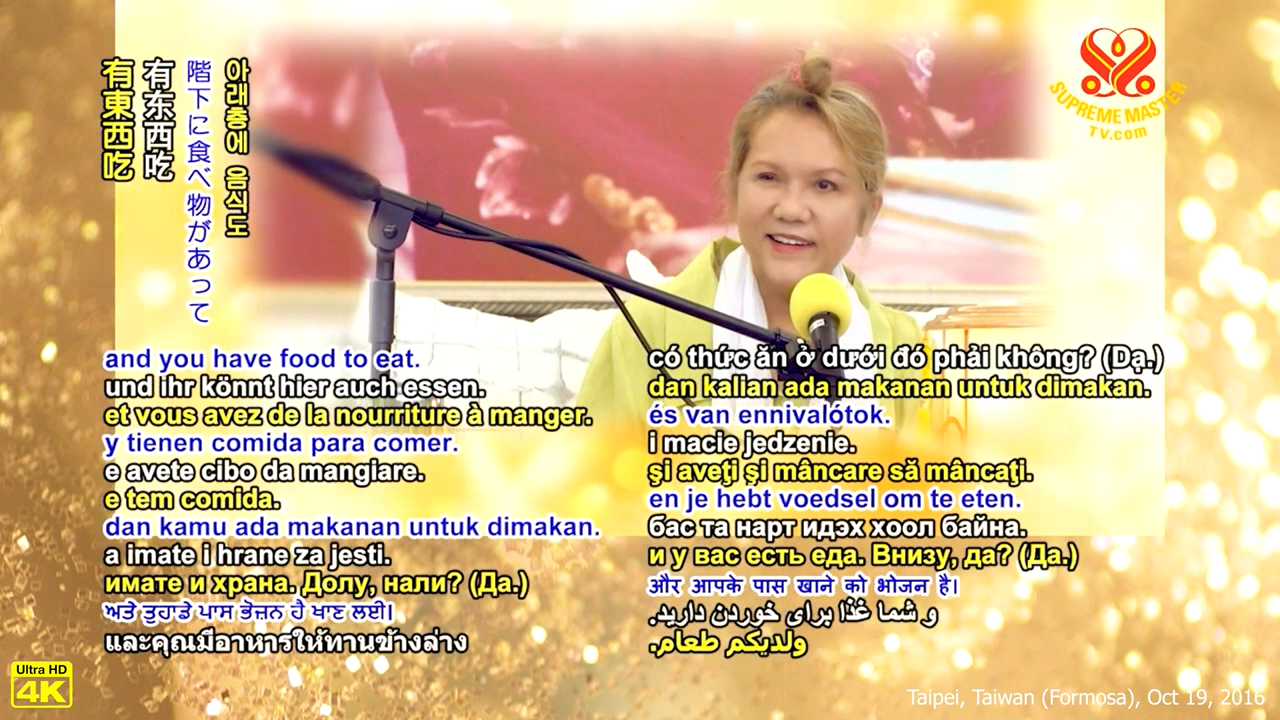 有東西吃
有东西吃
階下に食べ物があって
아래층에 음식도
SUPREME MASTER
TV.com
and you have food to eat.
und ihr könnt hier auch essen.
et vous avez de la nourriture à manger.
y tienen comida para comer.
e avete cibo da mangiare.
e tem comida.
dan kamu ada makanan untuk dimakan.
a imate i hrane za jesti.
имате и храна. Долу, нали? (Да.)
ਅਤੇ ਤੁਹਾਡੇ ਪਾਸ ਭੋਜ਼ਨ ਹੈ ਖਾਣ ਲਈ।
และคุณมีอาหารให้ทานข้างล่าง
có thức ăn ở dưới đó phải không? (Dạ.)
dan kalian ada makanan untuk dimakan.
és van ennivalótok.
i macie jedzenie.
şi aveţi şi mâncare să mâncaţi.
en je hebt voedsel om te eten.
бас та нарт идэх хоол байна.
и у вас есть еда. Внизу, да? (Да.)
और आपके पास खाने को भोजन है।
و شما غذا برای خوردن دارید.
ولديكم طعام.
Ultra HD
4K
Taipei, Taiwan (Formosa), Oct 19, 2016